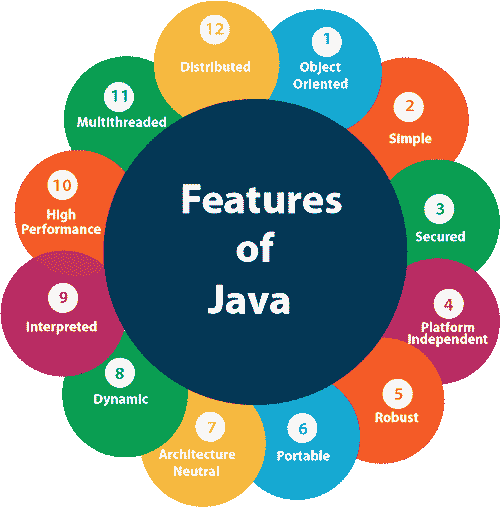 Features
of
Java
1
Object
Oriented
2
Simple
3
Secured
4
Platform
Independent
5
Robust
6
Portable
7
Architecture
Neutral
8
Dynamic
9
Interpreted
10
High
Performance
11
Multithreaded
12
Distributed